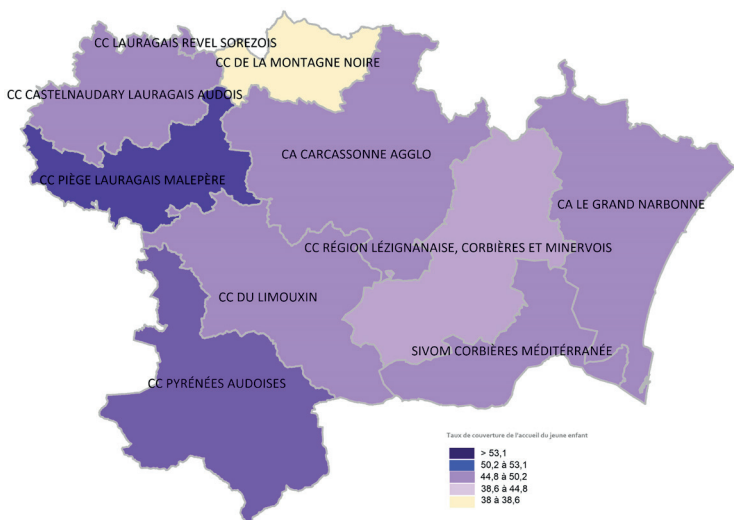 CC LAURAGAIS REVEL SOREZOIS
CC DE LA MONTAGNE NOIRE
CC CASTELNAUDARY LAURAGAIS AUDOIS
CA CARCASSONNE AGGLO
CC PIÈGE LAURAGAIS MALEPÈRE
CA LE GRAND NARBONNE
CC RÉGION LÉZIGNANAISE, CORBIÈRES ET MINERVOIS
CC DU LIMOUXIN
SIVOM CORBIÈRES MÉDITÉRRANÉE
CC PYRÉNÉES AUDOISES
Taux de couverture de l'accueil du jeune enfant
> 53,1
50,2 à 53,1
44,8 à 50,2
38,6 à 44,8
38 à 38,6